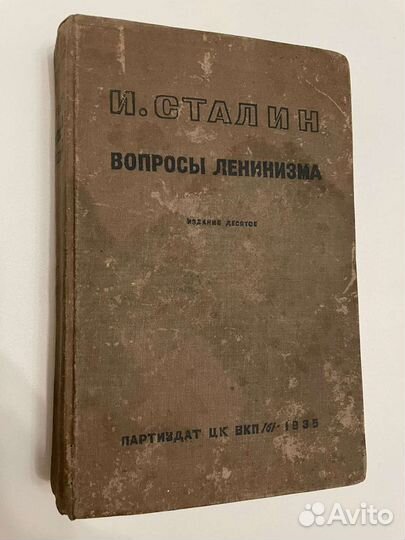 И. СТАЛИН
ВОПРОСЫ ЛЕНИНИЗМА
ИЗДАНИЕ ДЕСЯТОЕ
ПАРТИЗДАТ ЦК ВКП/б/-1935
Avito